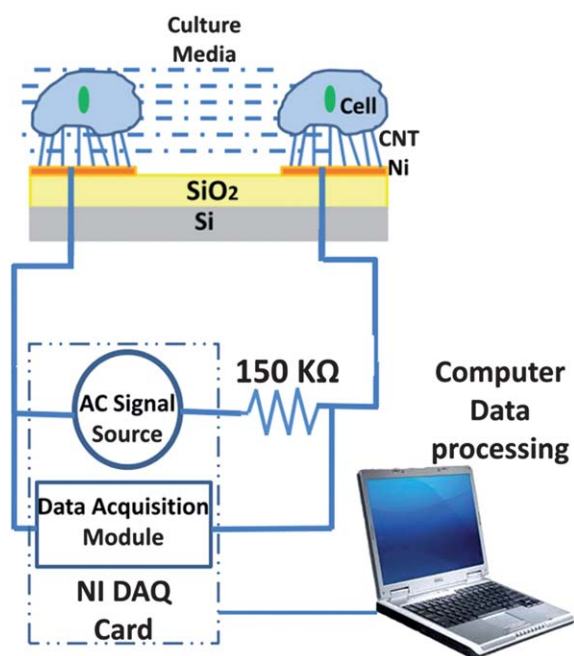 Culture
Media
Cell
CNT
Ni
SiO₂
Si
150 KΩ
AC Signal
Source
Computer
Data
processing
Data Acquisition
Module
NI DAQ
Card